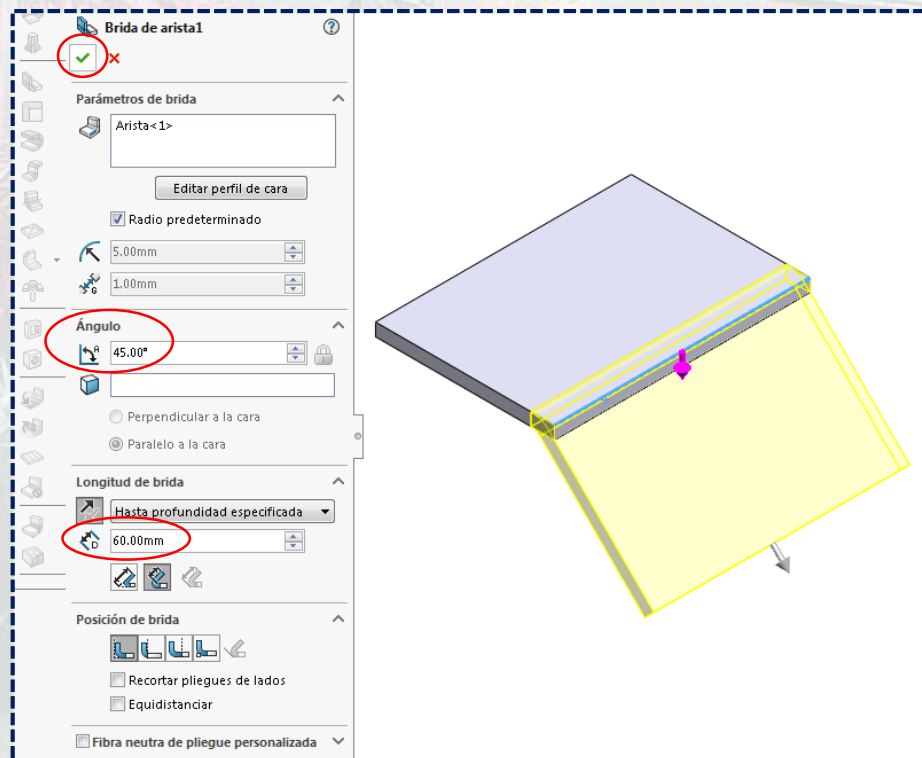 Brida de arista1
Parámetros de brida
Arista<1>
Editar perfil de cara
Radio predeterminado
5.00mm
1.00mm
Ángulo
45.00°
Perpendicular a la cara
Paralelo a la cara
Longitud de brida
Hasta profundidad especificada
60.00mm
Posición de brida
Recortar pliegues de lados
Equidistanciar
Fibra neutra de pliegue personalizada